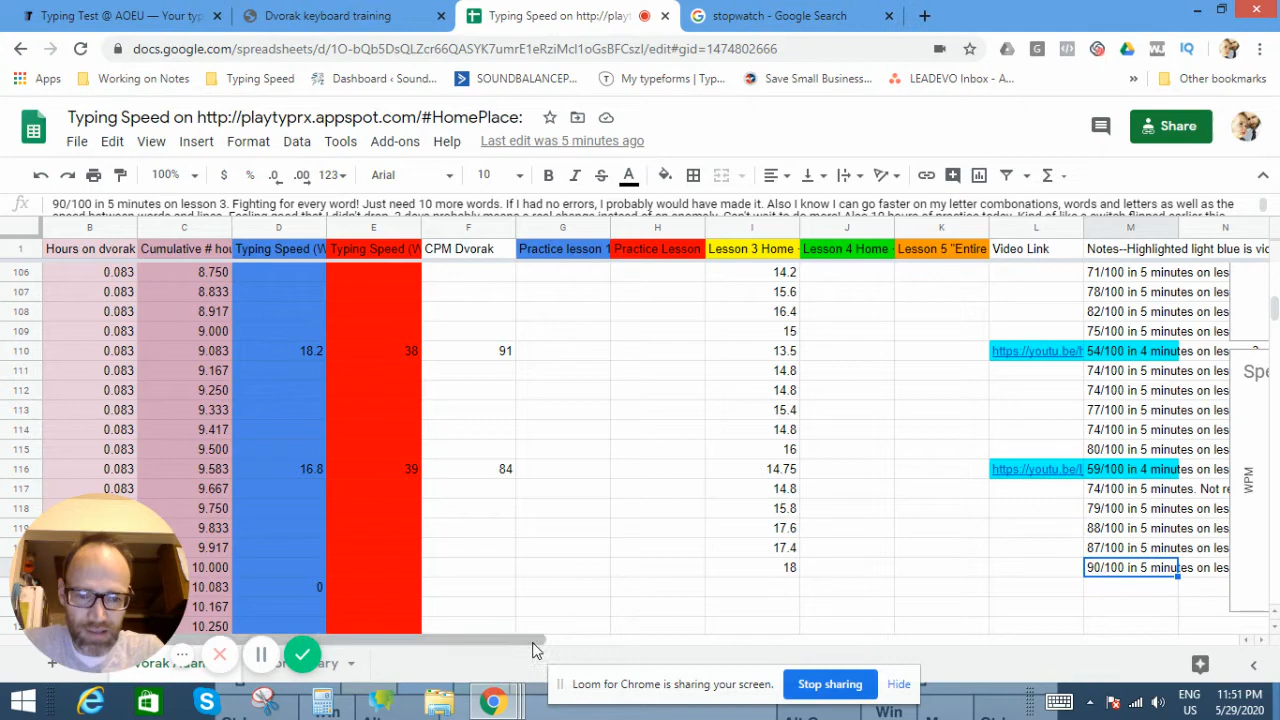 Typing Test @ AOEU — Your typ
Dvorak keyboard training
Typing Speed on http://playt
stopwatch - Google Search
docs.google.com/spreadsheets/d/1O-bQb5DsQLZcr66QASYK7umrE1eRziMcI1oGsBFCszI/edit#gid=1474802666
Apps
Working on Notes
Typing Speed
Dashboard ‹ Sound...
SOUNDBALANCEP...
My typeforms | Typ...
Save Small Business...
LEADEVO Inbox - A...
Other bookmarks
Typing Speed on http://playtyprx.appspot.com/#HomePlace:
File Edit View Insert Format Data Tools Add-ons Help Last edit was 5 minutes ago
Share
100% $ % .0 .00 123 Arial 10 B I S A
fx 90/100 in 5 minutes on lesson 3. Fighting for every word! Just need 10 more words. If I had no errors, I probably would have made it. Also I know I can go faster on my letter combinations, words and letters as well as the
B C D E F G H I J K L M N
1 Hours on dvorak Cumulative # hou Typing Speed (W Typing Speed (W CPM Dvorak Practice lesson 1 Practice Lesson Lesson 3 Home Lesson 4 Home Lesson 5 "Entire Video Link Notes--Highlighted light blue is vid
106 0.083 8.750 14.2 71/100 in 5 minutes on les
107 0.083 8.833 15.6 78/100 in 5 minutes on les
108 0.083 8.917 16.4 82/100 in 5 minutes on les
109 0.083 9.000 15 75/100 in 5 minutes on les
110 0.083 9.083 18.2 38 91 13.5 https://youtu.be/ 54/100 in 4 minutes on les
111 0.083 9.167 14.8 74/100 in 5 minutes on les
112 0.083 9.250 14.8 74/100 in 5 minutes on les
113 0.083 9.333 15.4 77/100 in 5 minutes on les
114 0.083 9.417 14.8 74/100 in 5 minutes on les
115 0.083 9.500 16 80/100 in 5 minutes on les
116 0.083 9.583 16.8 39 84 14.75 https://youtu.be/ 59/100 in 4 minutes on les
117 0.083 9.667 14.8 74/100 in 5 minutes. Not r
118 0.083 9.750 15.8 79/100 in 5 minutes on les
0.083 9.833 17.6 88/100 in 5 minutes on les
9.917 17.4 87/100 in 5 minutes on les
10.000 18 90/100 in 5 minutes on les
10.083 0
10.167
10.250
Spe
WPM
Loom for Chrome is sharing your screen.
Stop sharing
Hide
Win
Win
ENG
US
11:51 PM
5/29/2020